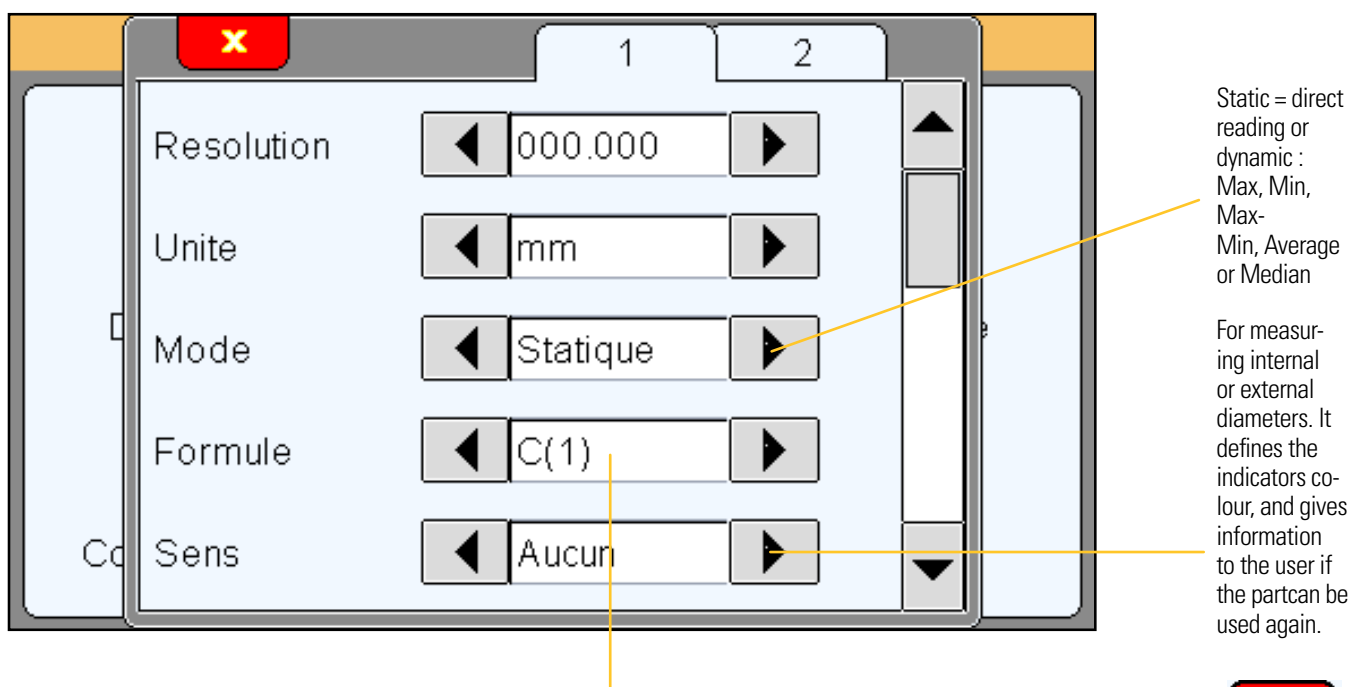 x
1
2
Resolution
000.000
Unite
mm
Mode
Statique
Formule
C(1)
Co
Sens
Aucun
Static = direct
reading or
dynamic :
Max, Min,
Max-
Min, Average
or Median
For measur-
ing internal
or external
diameters. It
defines the
indicators co-
lour, and gives
information
to the user if
the partcan be
used again.